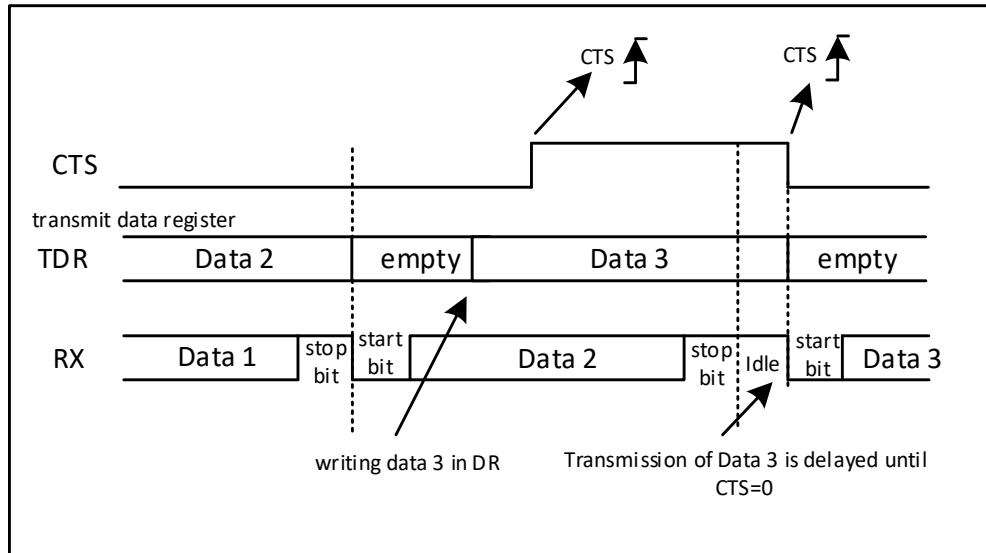 CTS
CTS
CTS
transmit data register
TDR
Data 2
empty
Data 3
empty
RX
Data 1
stop
bit
start
bit
Data 2
stop
bit
Idle
start
bit
Data 3
writing data 3 in DR
Transmission of Data 3 is delayed until
CTS=0